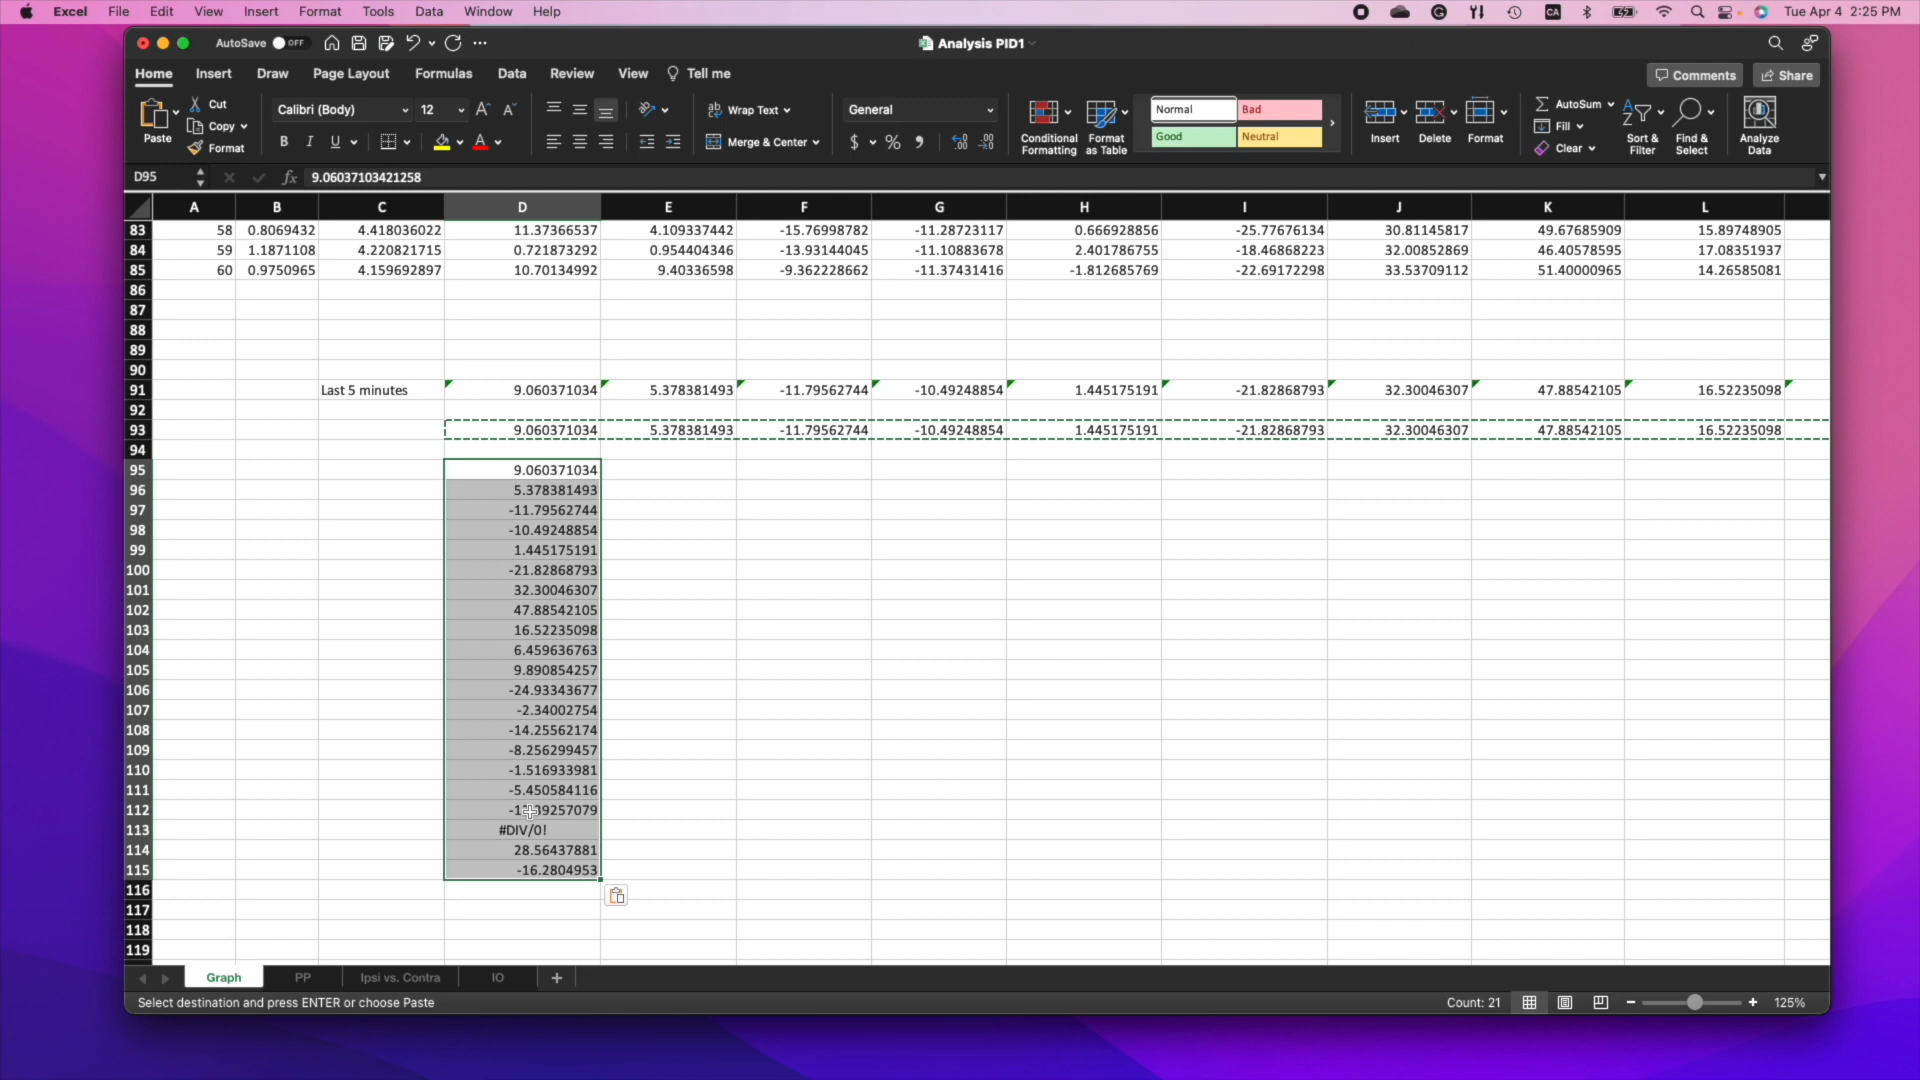 Excel File Edit View Insert Format Tools Data Window Help CA Tue Apr 4 2:25 PM
AutoSave OFF Analysis PID1
Home Insert Draw Page Layout Formulas Data Review View Tell me Comments Share
Paste Cut Copy Format
Calibri (Body) 12
B I U A
Wrap Text
Merge & Center
General
$ %
Conditional Formatting Format as Table
Normal Bad
Good Neutral
Insert Delete Format
AutoSum Fill Clear
Sort & Filter Find & Select Analyze Data
D95 fx 9.06037103421258
A B C D E F G H I J K L
83 58 0.8069432 4.418036022 11.37366537 4.109337442 -15.76998782 -11.28723117 0.666928856 -25.77676134 30.81145817 49.67685909 15.89748905
84 59 1.1871108 4.220821715 0.721873292 0.954404346 -13.93144045 -11.10883678 2.401786755 -18.46868223 32.00852869 46.40578595 17.08351937
85 60 0.9750965 4.159692897 10.70134992 9.40336598 -9.362228662 -11.37431416 -1.812685769 -22.69172298 33.53709112 51.40000965 14.26585081
86
87
88
89
90
91 Last 5 minutes 9.060371034 5.378381493 -11.79562744 -10.49248854 1.445175191 -21.82868793 32.30046307 47.88542105 16.52235098
92
93 9.060371034 5.378381493 -11.79562744 -10.49248854 1.445175191 -21.82868793 32.30046307 47.88542105 16.52235098
94
95 9.060371034
96 5.378381493
97 -11.79562744
98 -10.49248854
99 1.445175191
100 -21.82868793
101 32.30046307
102 47.88542105
103 16.52235098
104 6.459636763
105 9.890854257
106 -24.93343677
107 -2.34002754
108 -14.25562174
109 -8.256299457
110 -1.516933981
111 -5.450584116
112
113 #DIV/0!
114 28.56437881
115 -16.2804953
116
117
118
119
Graph PP Ipsi vs. Contra IO
Select destination and press ENTER or choose Paste Count: 21 125%